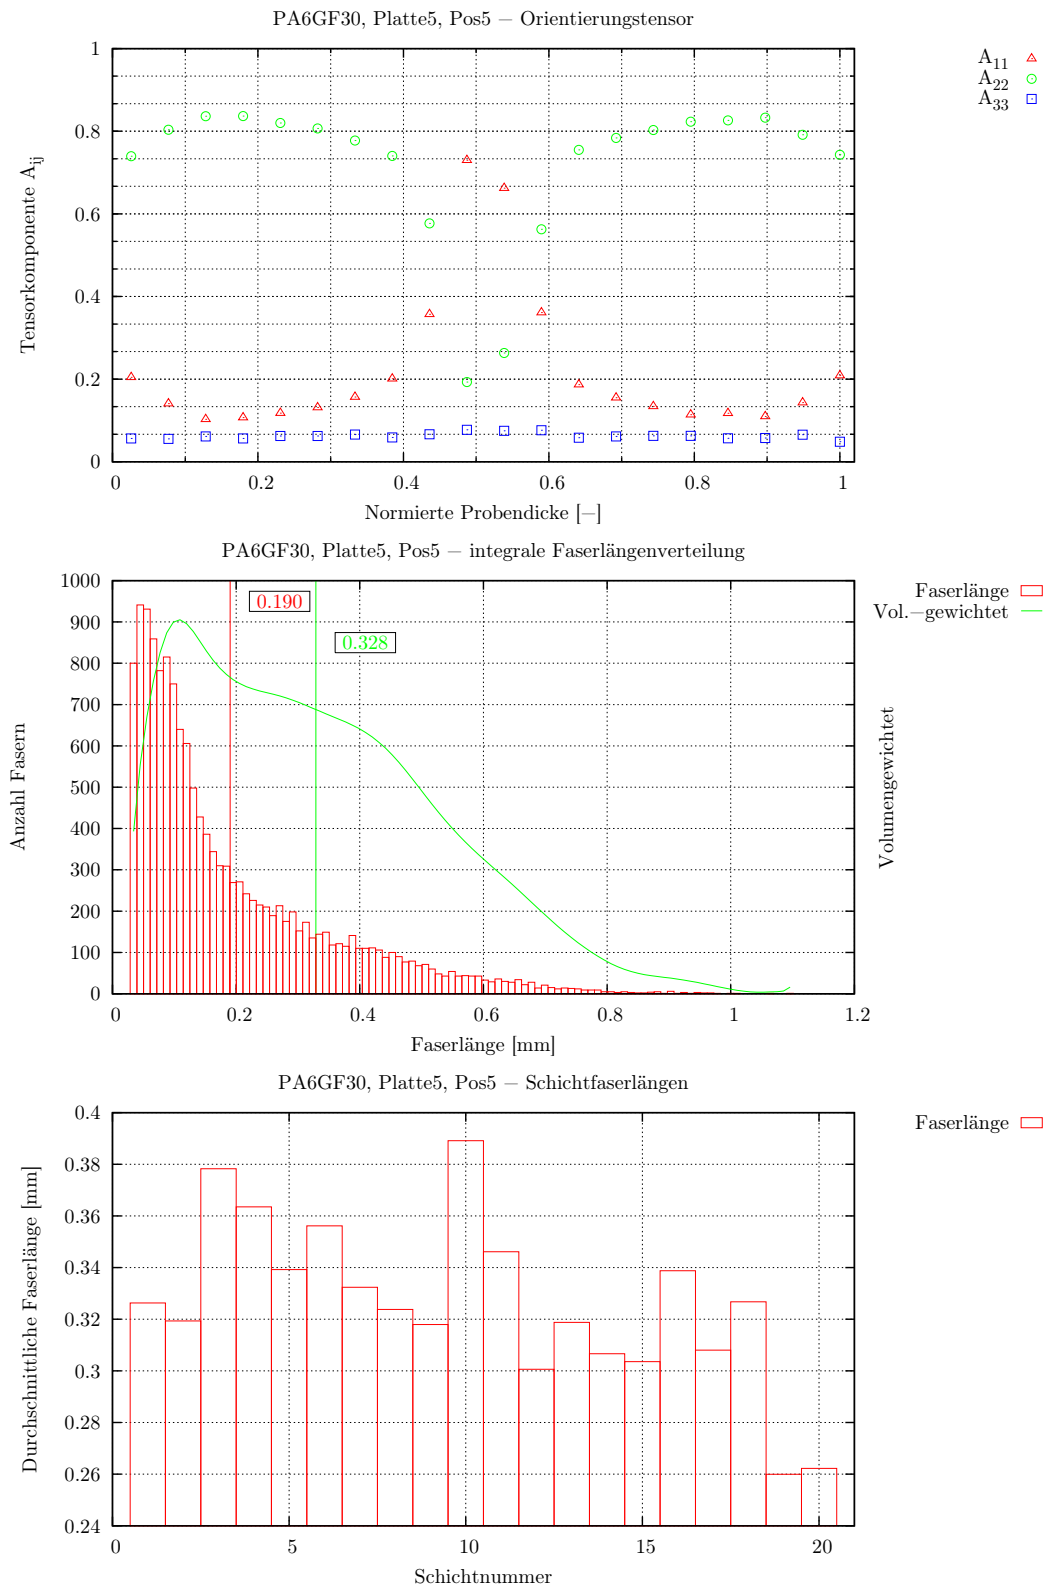 PA6GF30, Platte5, Pos5 – Orientierungstensor
A11
A22
A33
1
0.8
0.6
0.4
0.2
0
Tensorkomponente Aij
0 0.2 0.4 0.6 0.8 1
Normierte Probendicke [–]
PA6GF30, Platte5, Pos5 – integrale Faserlängenverteilung
Faserlänge
Vol.–gewichtet
0.190
0.328
1000
900
800
700
600
500
400
300
200
100
0
Anzahl Fasern
Volumengewichtet
0 0.2 0.4 0.6 0.8 1 1.2
Faserlänge [mm]
PA6GF30, Platte5, Pos5 – Schichtfaserlängen
Faserlänge
0.4
0.38
0.36
0.34
0.32
0.3
0.28
0.26
0.24
Durchschnittliche Faserlänge [mm]
0 5 10 15 20
Schichtnummer